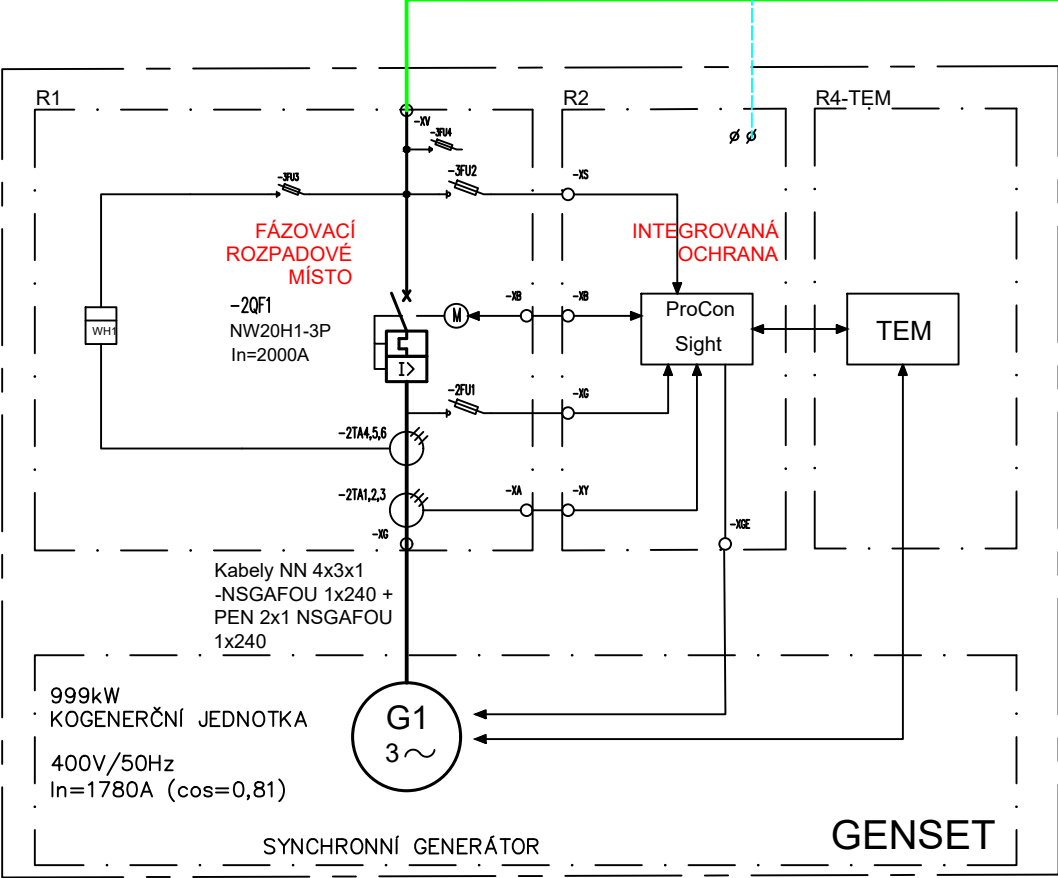 R1
R2
R4-TEM
-XV
-3FU4
-3FU3
-3FU2
-XS
FÁZOVACÍ
ROZPADOVÉ
MÍSTO
INTEGROVANÁ
OCHRANA
-2QF1
NW20H1-3P
In=2000A
WH1
M
-XB
-XB
ProCon
Sight
TEM
I>
-2FU1
-XG
-2TA4,5,6
-2TA1,2,3
-XA
-XY
-XG
-XGE
Kabely NN 4x3x1
-NSGAFOU 1x240 +
PEN 2x1 NSGAFOU
1x240
999kW
KOGENERČNÍ JEDNOTKA
400V/50Hz
In=1780A (cos=0,81)
G1
3~
SYNCHRONNÍ GENERÁTOR
GENSET